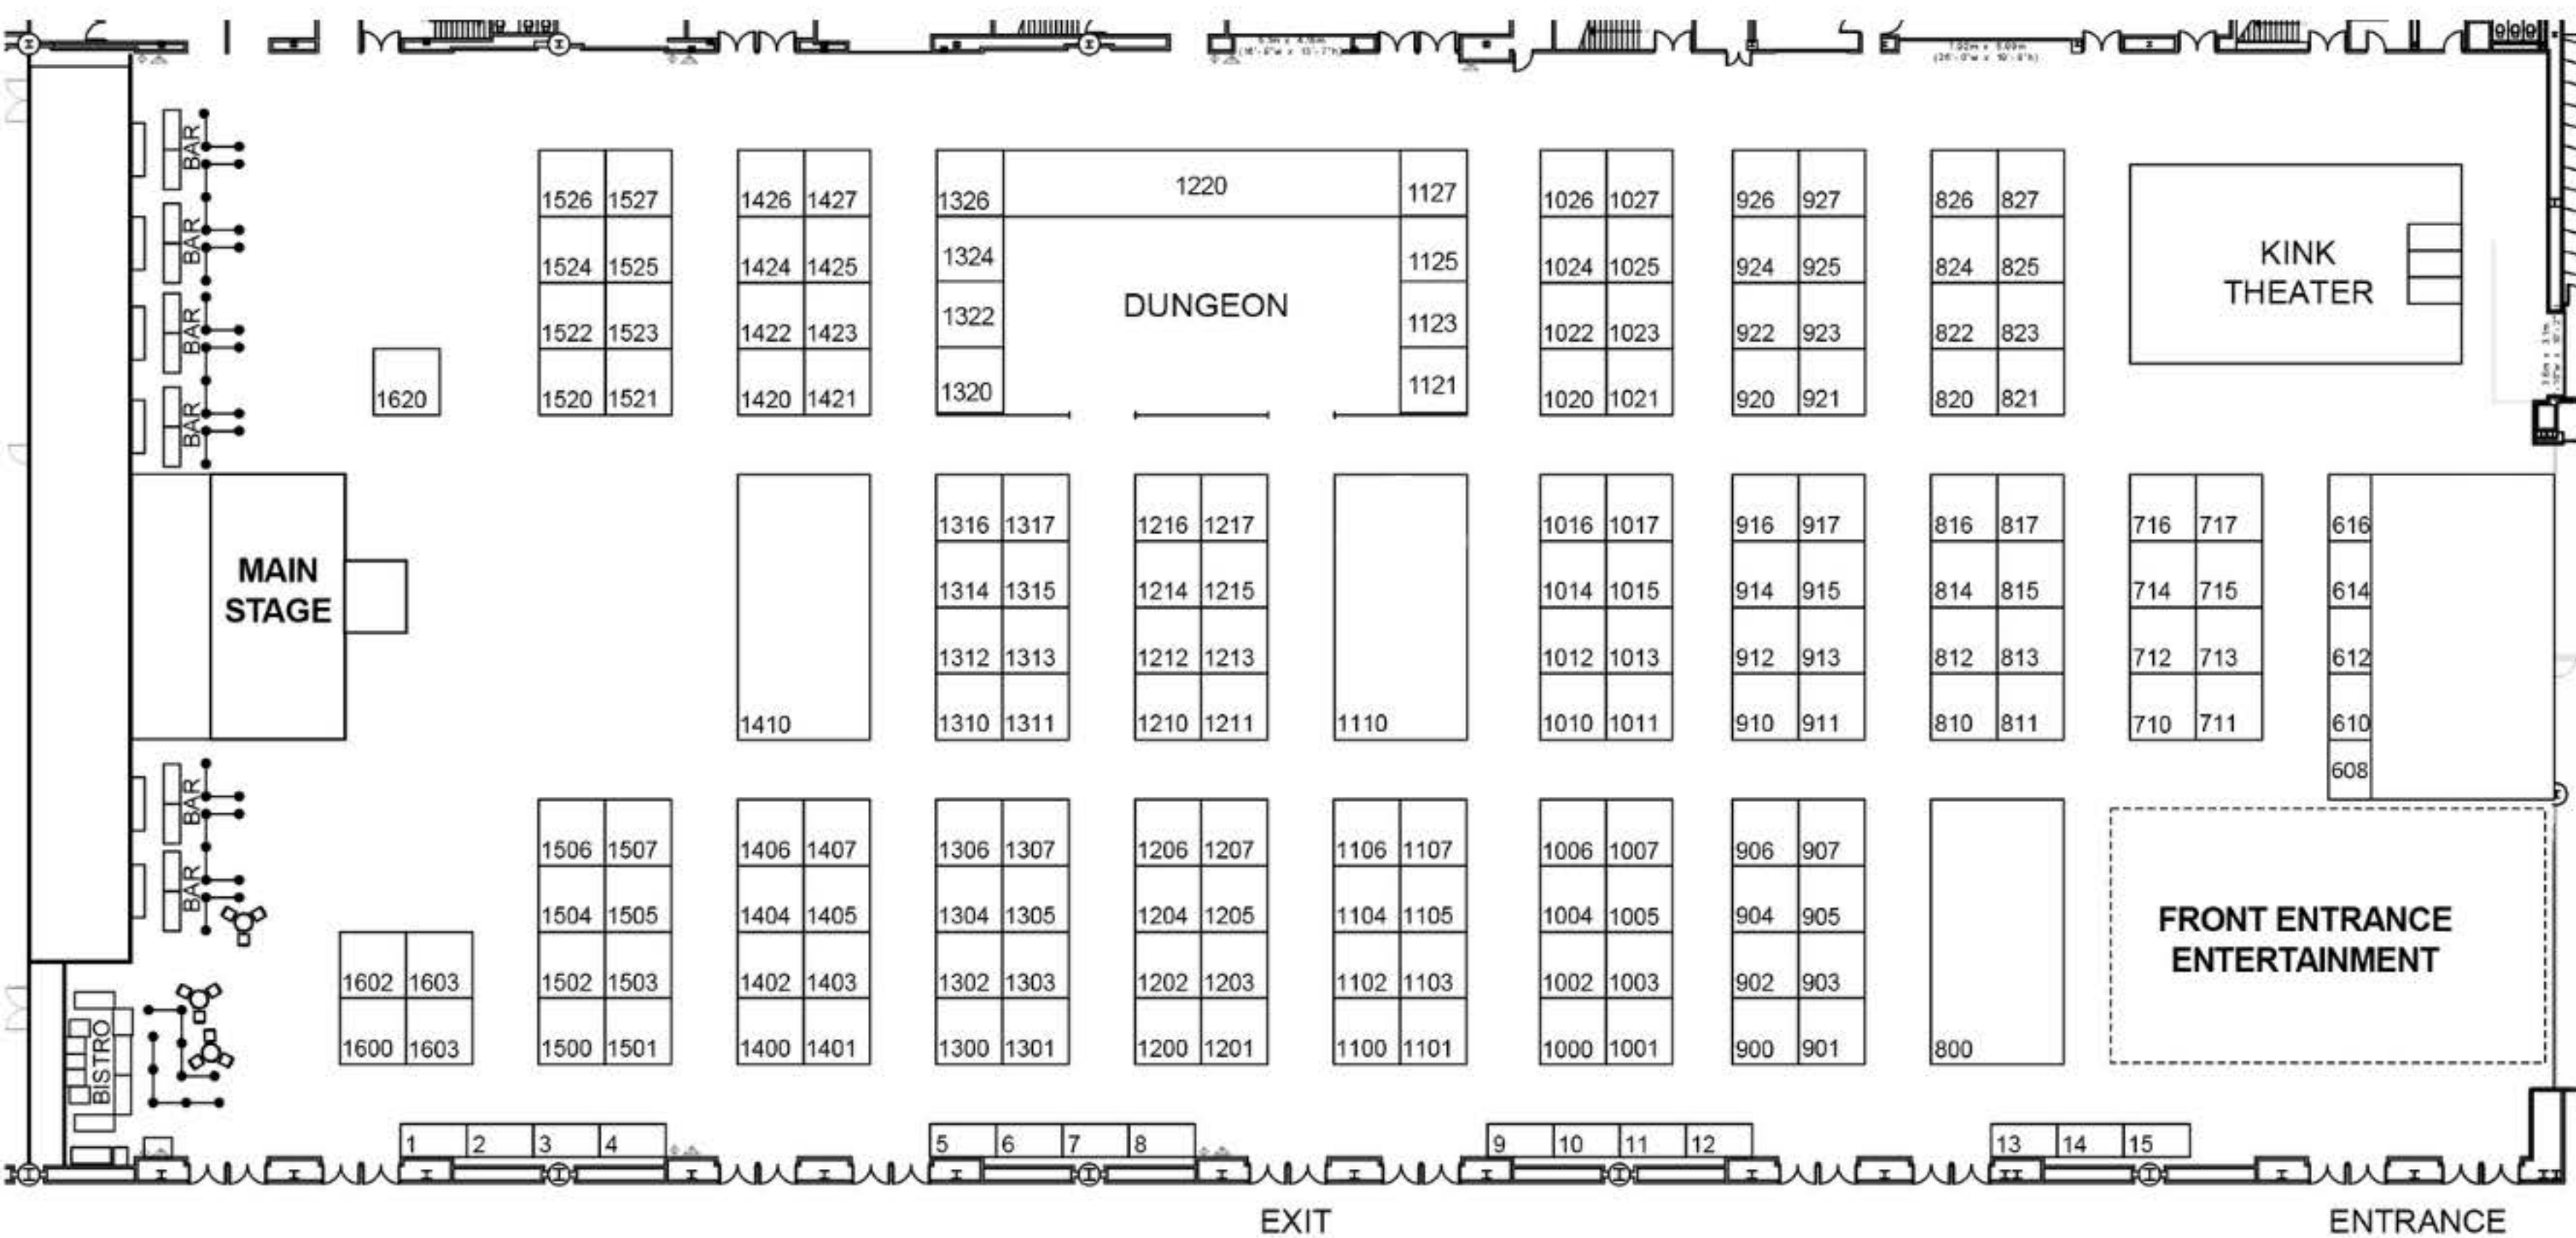 (16'-6"w x 13'-7"h)
BAR
1526 1527 1426 1427 1326 1220 1127 1026 1027 926 927 826 827
BAR
1524 1525 1424 1425 1324 1125 1024 1025 924 925 824 825
KINK
THEATER
DUNGEON
BAR
1522 1523 1422 1423 1322 1123 1022 1023 922 923 822 823
1620 1520 1521 1420 1421 1320 1121 1020 1021 920 921 820 821
BAR
1316 1317 1216 1217 1016 1017 916 917 816 817 716 717 616
MAIN
STAGE
1314 1315 1214 1215 1014 1015 914 915 814 815 714 715 614
1312 1313 1212 1213 1012 1013 912 913 812 813 712 713 612
1410 1310 1311 1210 1211 1110 1010 1011 910 911 810 811 710 711 610
608
BAR
1506 1507 1406 1407 1306 1307 1206 1207 1106 1107 1006 1007 906 907
BAR
1504 1505 1404 1405 1304 1305 1204 1205 1104 1105 1004 1005 904 905
FRONT ENTRANCE
ENTERTAINMENT
1602 1603 1502 1503 1402 1403 1302 1303 1202 1203 1102 1103 1002 1003 902 903
1600 1603 1500 1501 1400 1401 1300 1301 1200 1201 1100 1101 1000 1001 900 901 800
BISTRO
1 2 3 4 5 6 7 8 9 10 11 12 13 14 15
EXIT
ENTRANCE